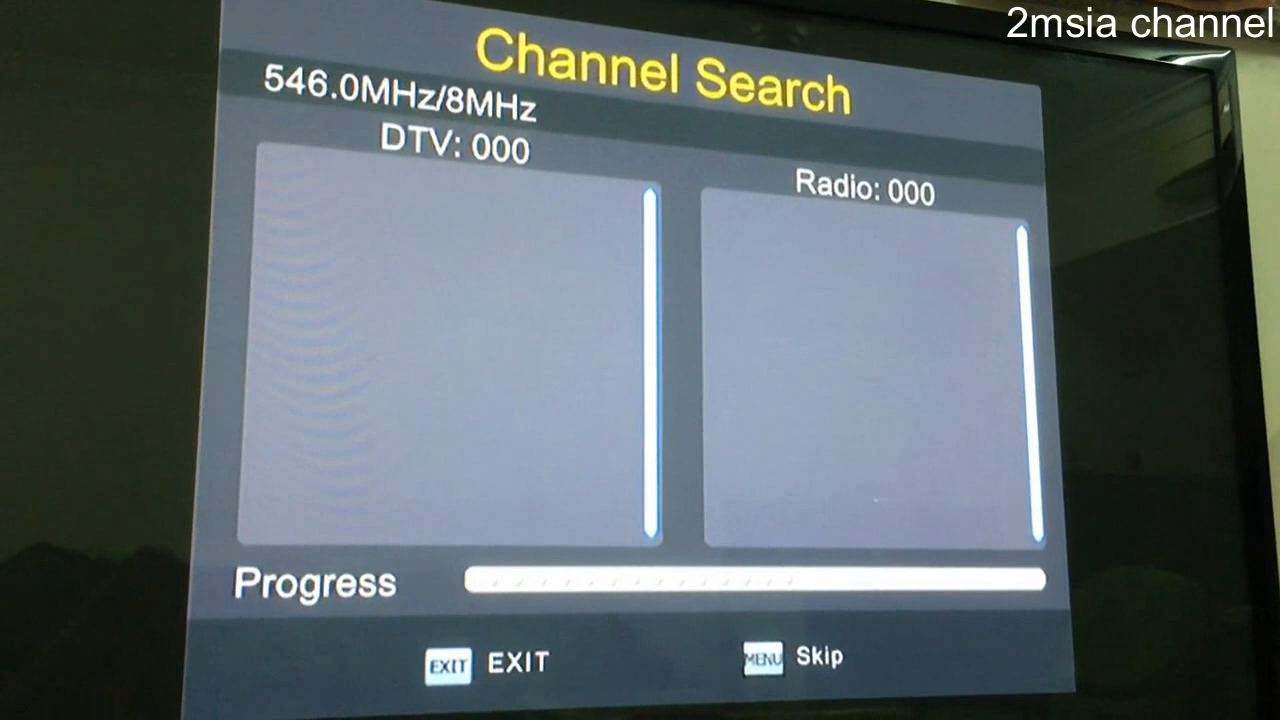 2msia channel
Channel Search
546.0MHz/8MHz
DTV: 000
Radio: 000
Progress
EXIT EXIT
MENU Skip